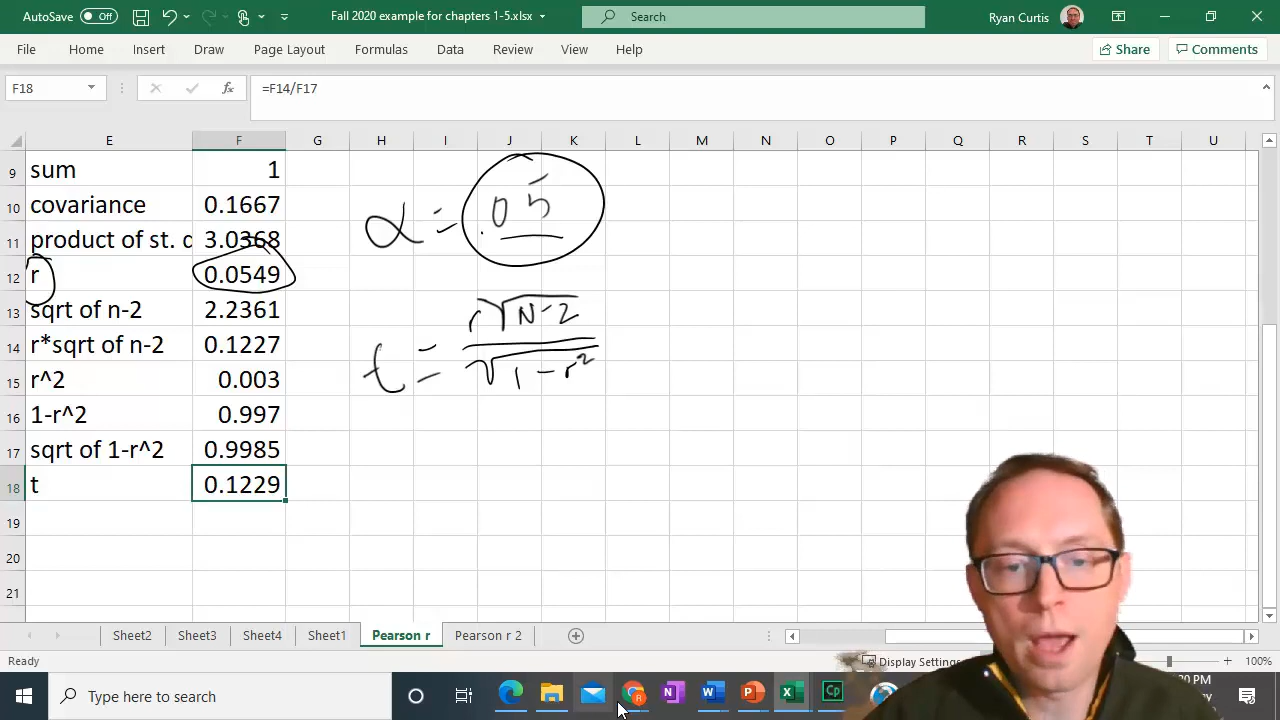 AutoSave Off Fall 2020 example for chapters 1-5.xlsx Search Ryan Curtis
File Home Insert Draw Page Layout Formulas Data Review View Help Share Comments
F18 fx =F14/F17
E F G H I J K L M N O P Q R S T U
9 sum 1
10 covariance 0.1667
11 product of st. d 3.0368
12 r 0.0549
13 sqrt of n-2 2.2361
14 r*sqrt of n-2 0.1227
15 r^2 0.003
16 1-r^2 0.997
17 sqrt of 1-r^2 0.9985
18 t 0.1229
19
20
21
α = .05
t = r√N-2
√1-r²
Sheet2 Sheet3 Sheet4 Sheet1 Pearson r Pearson r 2
Ready Display Settings 100%
Type here to search